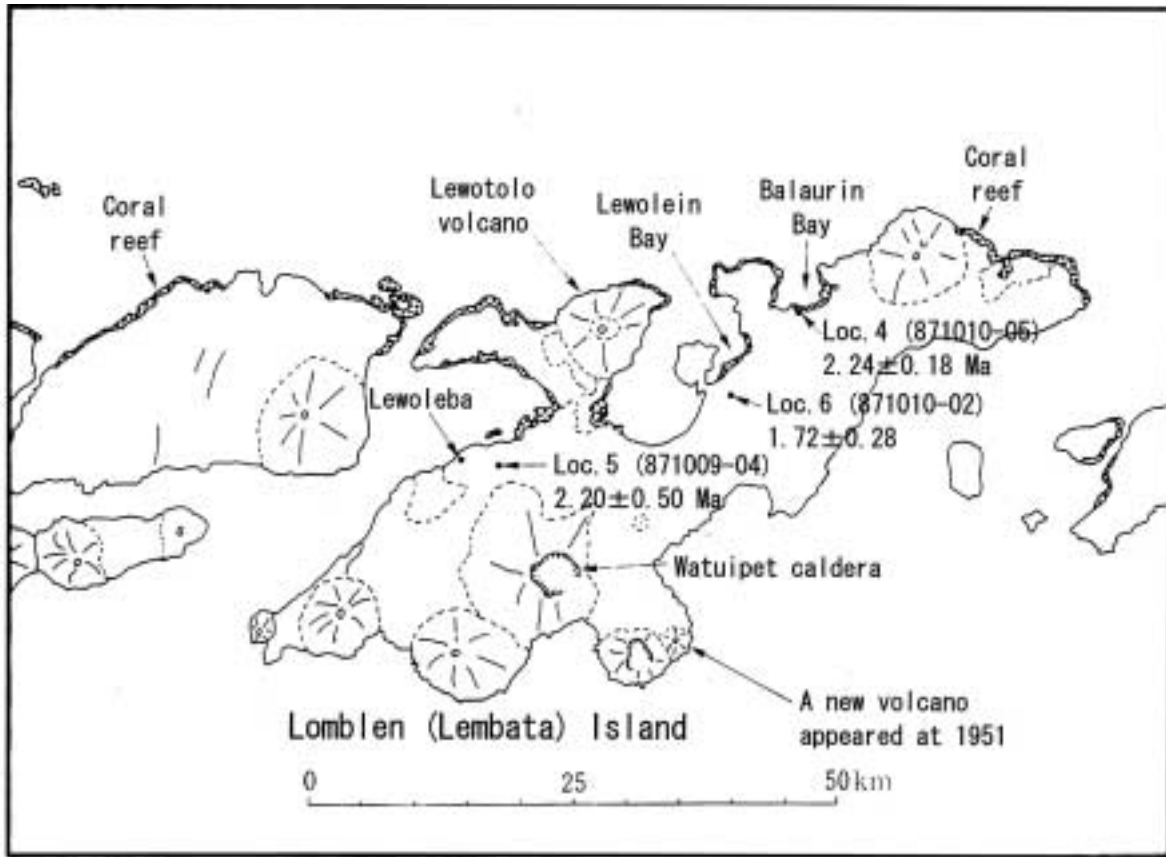 Coral
reef
Lewotolo
volcano
Lewolein
Bay
Balaurin
Bay
Coral
reef
Loc. 4 (871010-05)
2.24±0.18 Ma
Lewoleba
Loc. 6 (871010-02)
1.72±0.28
Loc. 5 (871009-04)
2.20±0.50 Ma
Watuipet caldera
A new volcano
appeared at 1951
Lomblen (Lembata) Island
0 25 50km